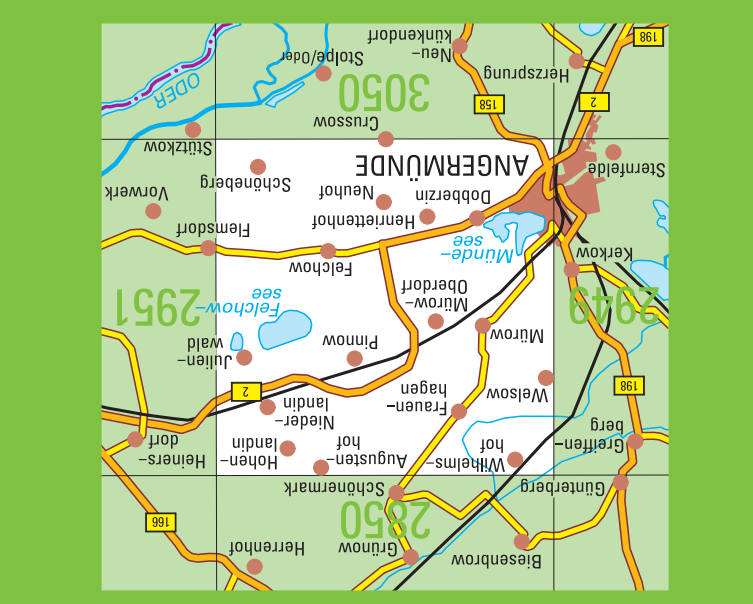 Biesenbrow
Grünow
Herrenhof
2850
166
Günterberg
Schönermark
Greiffen-
berg
Wilhelms-
hof
Augusten-
hof
Hohen-
landin
Heiners-
dorf
198
Welsow
Frauen-
hagen
Nieder-
landin
2
Mürow
Pinnow
Julien-
wald
2949
Mürow-
Oberdorf
Felchow-
see
2951
Kerkow
Münde-
see
Felchow
Flemsdorf
Dobberzin
Henriettenhof
Neuhof
Schöneberg
Vorwerk
Sternfelde
ANGERMÜNDE
Stützkow
Crussow
2
158
3050
ODER
Herzsprung
Neu-
künkendorf
Stolpe/Oder
198